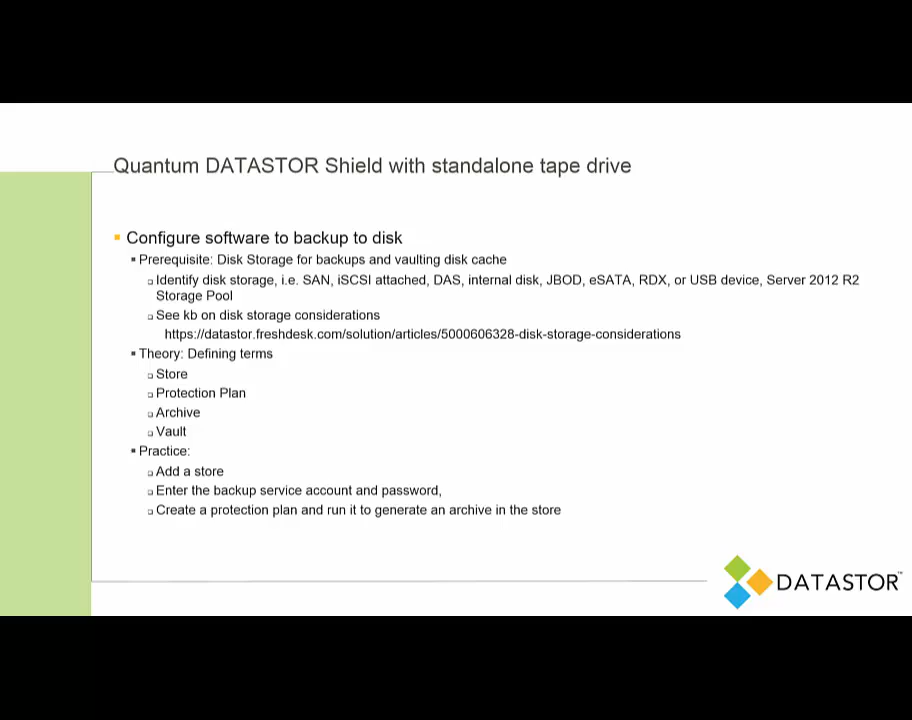 Quantum DATASTOR Shield with standalone tape drive
Configure software to backup to disk
Prerequisite: Disk Storage for backups and vaulting disk cache
Identify disk storage, i.e. SAN, iSCSI attached, DAS, internal disk, JBOD, eSATA, RDX, or USB device, Server 2012 R2
Storage Pool
See kb on disk storage considerations
https://datastor.freshdesk.com/solution/articles/5000606328-disk-storage-considerations
Theory: Defining terms
Store
Protection Plan
Archive
Vault
Practice:
Add a store
Enter the backup service account and password,
Create a protection plan and run it to generate an archive in the store
DATASTOR™